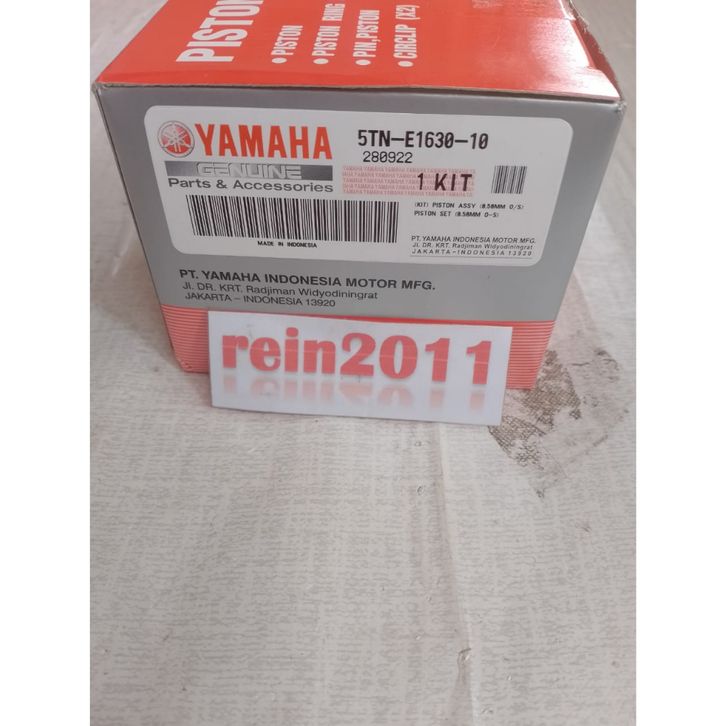 PISTON
• PISTON
• PISTON RING
• PIN,PISTON
• CIRCLIP (X2)
YAMAHA
GENUINE
Parts & Accessories
MADE IN INDONESIA
5TN-E1630-10
280922
1 KIT
(KIT) PISTON ASSY (0.50MM O/S)
PISTON SET (0.50MM O-S)
PT. YAMAHA INDONESIA MOTOR MFG.
JL. DR. KRT. Radjiman Widyodiningrat
JAKARTA-INDONESIA 13920
PT. YAMAHA INDONESIA MOTOR MFG.
Jl. DR. KRT. Radjiman Widyodiningrat
JAKARTA – INDONESIA 13920
rein2011